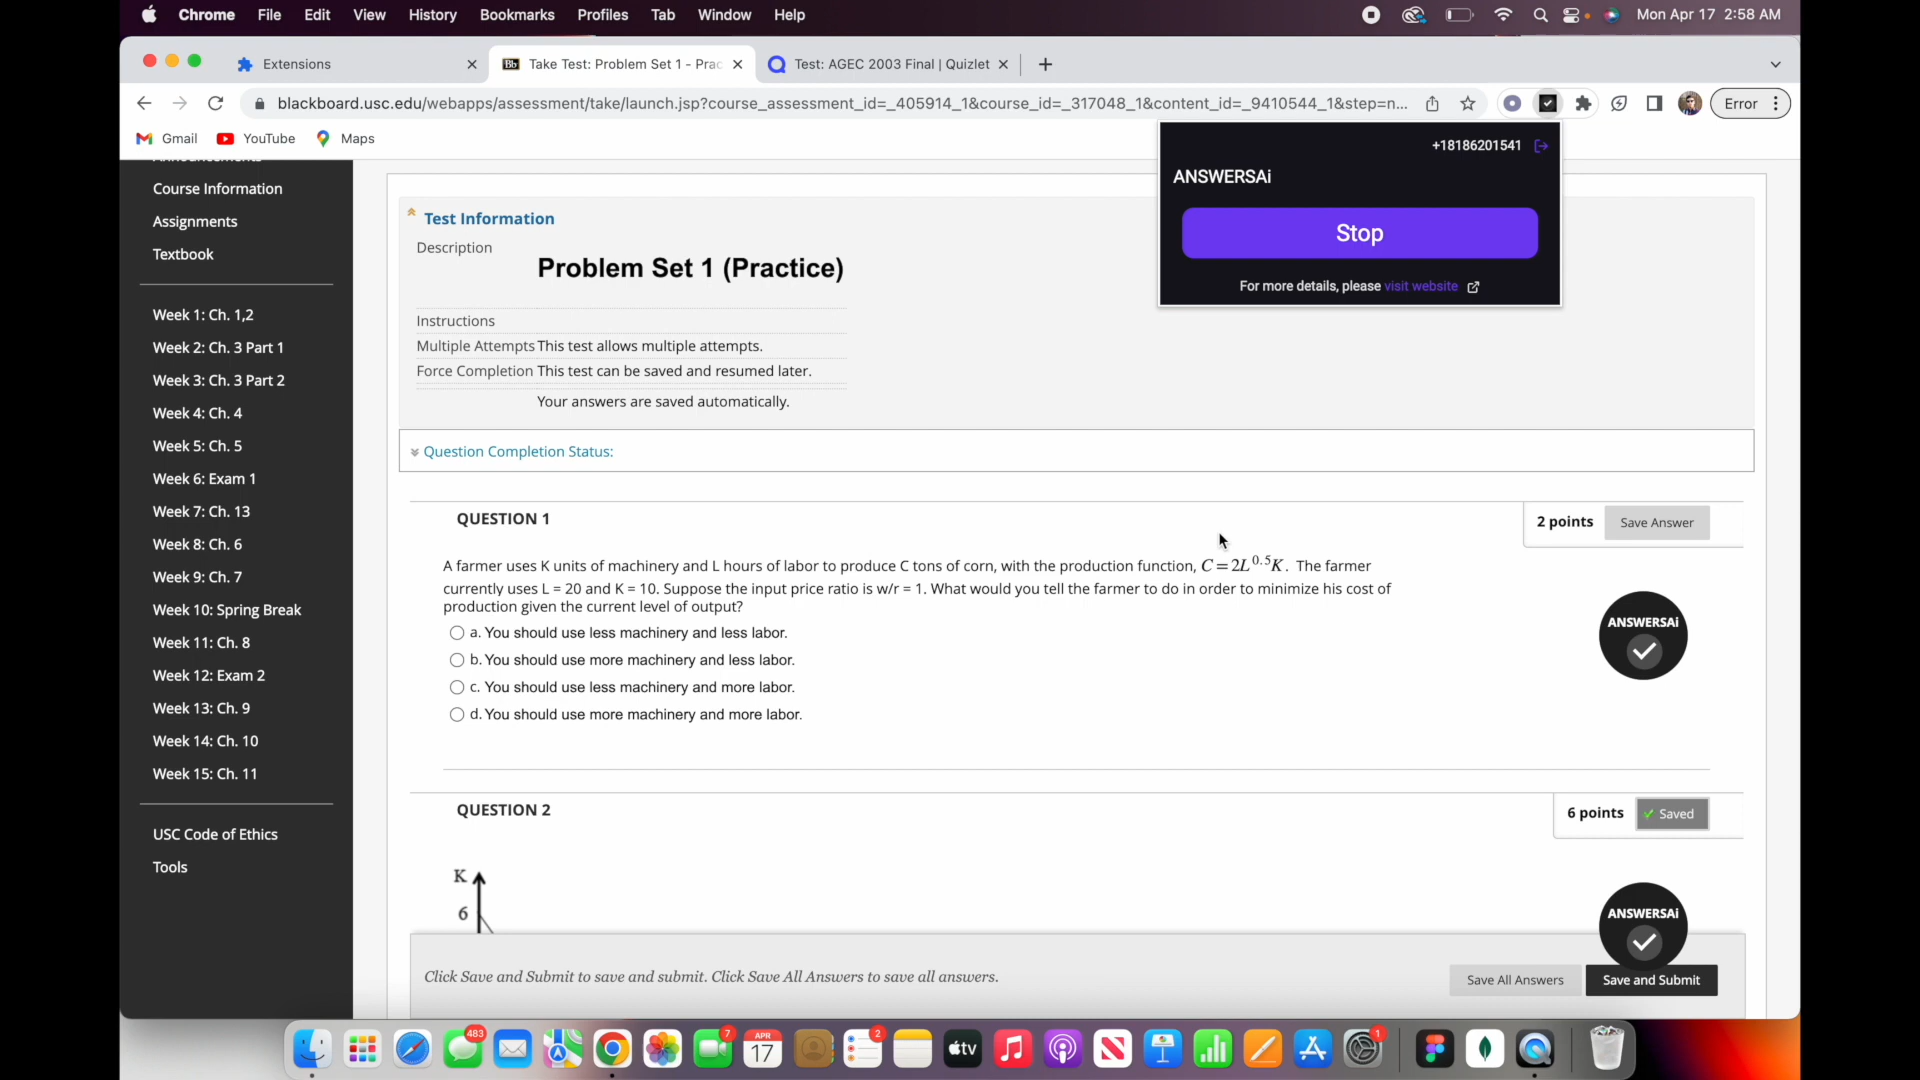 Chrome File Edit View History Bookmarks Profiles Tab Window Help Mon Apr 17 2:58 AM
Extensions Take Test: Problem Set 1 - Prac Test: AGEC 2003 Final | Quizlet
blackboard.usc.edu/webapps/assessment/take/launch.jsp?course_assessment_id=_405914_1&course_id=_317048_1&content_id=_9410544_1&step=n... Error
Gmail YouTube Maps
+18186201541
ANSWERSAi
Stop
For more details, please visit website
Announcements
Course Information
Assignments
Textbook
Week 1: Ch. 1,2
Week 2: Ch. 3 Part 1
Week 3: Ch. 3 Part 2
Week 4: Ch. 4
Week 5: Ch. 5
Week 6: Exam 1
Week 7: Ch. 13
Week 8: Ch. 6
Week 9: Ch. 7
Week 10: Spring Break
Week 11: Ch. 8
Week 12: Exam 2
Week 13: Ch. 9
Week 14: Ch. 10
Week 15: Ch. 11
USC Code of Ethics
Tools
Test Information
Description
Problem Set 1 (Practice)
Instructions
Multiple Attempts This test allows multiple attempts.
Force Completion This test can be saved and resumed later.
Your answers are saved automatically.
Question Completion Status:
QUESTION 1
2 points Save Answer
A farmer uses K units of machinery and L hours of labor to produce C tons of corn, with the production function, C=2L^0.5K. The farmer
currently uses L = 20 and K = 10. Suppose the input price ratio is w/r = 1. What would you tell the farmer to do in order to minimize his cost of
production given the current level of output?
a. You should use less machinery and less labor.
b. You should use more machinery and less labor.
c. You should use less machinery and more labor.
d. You should use more machinery and more labor.
ANSWERSAi
QUESTION 2
6 points Saved
K
6
ANSWERSAi
Click Save and Submit to save and submit. Click Save All Answers to save all answers.
Save All Answers Save and Submit
483
7
APR
17
2
tv
1